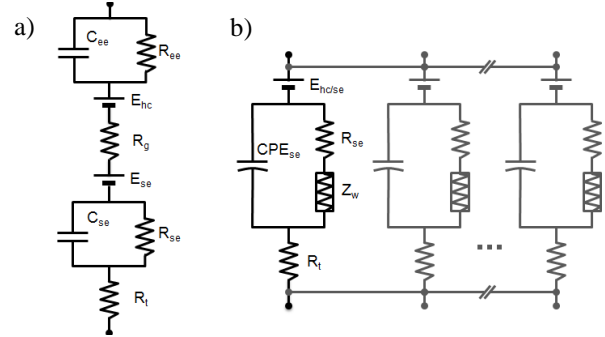 a)
C_ee
R_ee
E_hc
R_g
E_se
C_se
R_se
R_t
b)
E_hc/se
CPE_se
R_se
Z_w
R_t